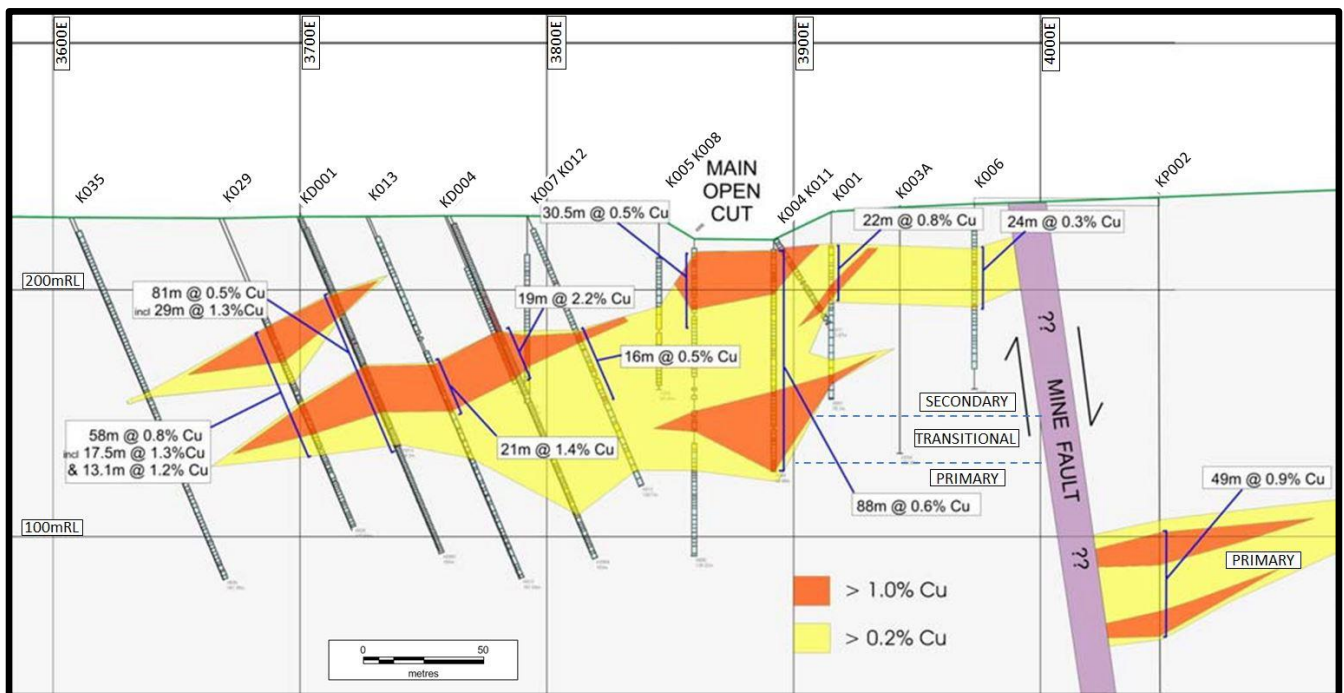 3600E
3700E
3800E
3900E
4000E
K035
K029
KD001
K013
KD004
K007
K012
K005
K008
MAIN
OPEN
CUT
K004
K011
K001
K003A
K006
KP002
30.5m @ 0.5% Cu
22m @ 0.8% Cu
24m @ 0.3% Cu
200mRL
81m @ 0.5% Cu
incl 29m @ 1.3%Cu
19m @ 2.2% Cu
16m @ 0.5% Cu
??
MINE FAULT
??
SECONDARY
TRANSITIONAL
PRIMARY
58m @ 0.8% Cu
incl 17.5m @ 1.3%Cu
& 13.1m @ 1.2%Cu
21m @ 1.4% Cu
88m @ 0.6% Cu
49m @ 0.9% Cu
100mRL
PRIMARY
> 1.0% Cu
> 0.2% Cu
0
50
metres